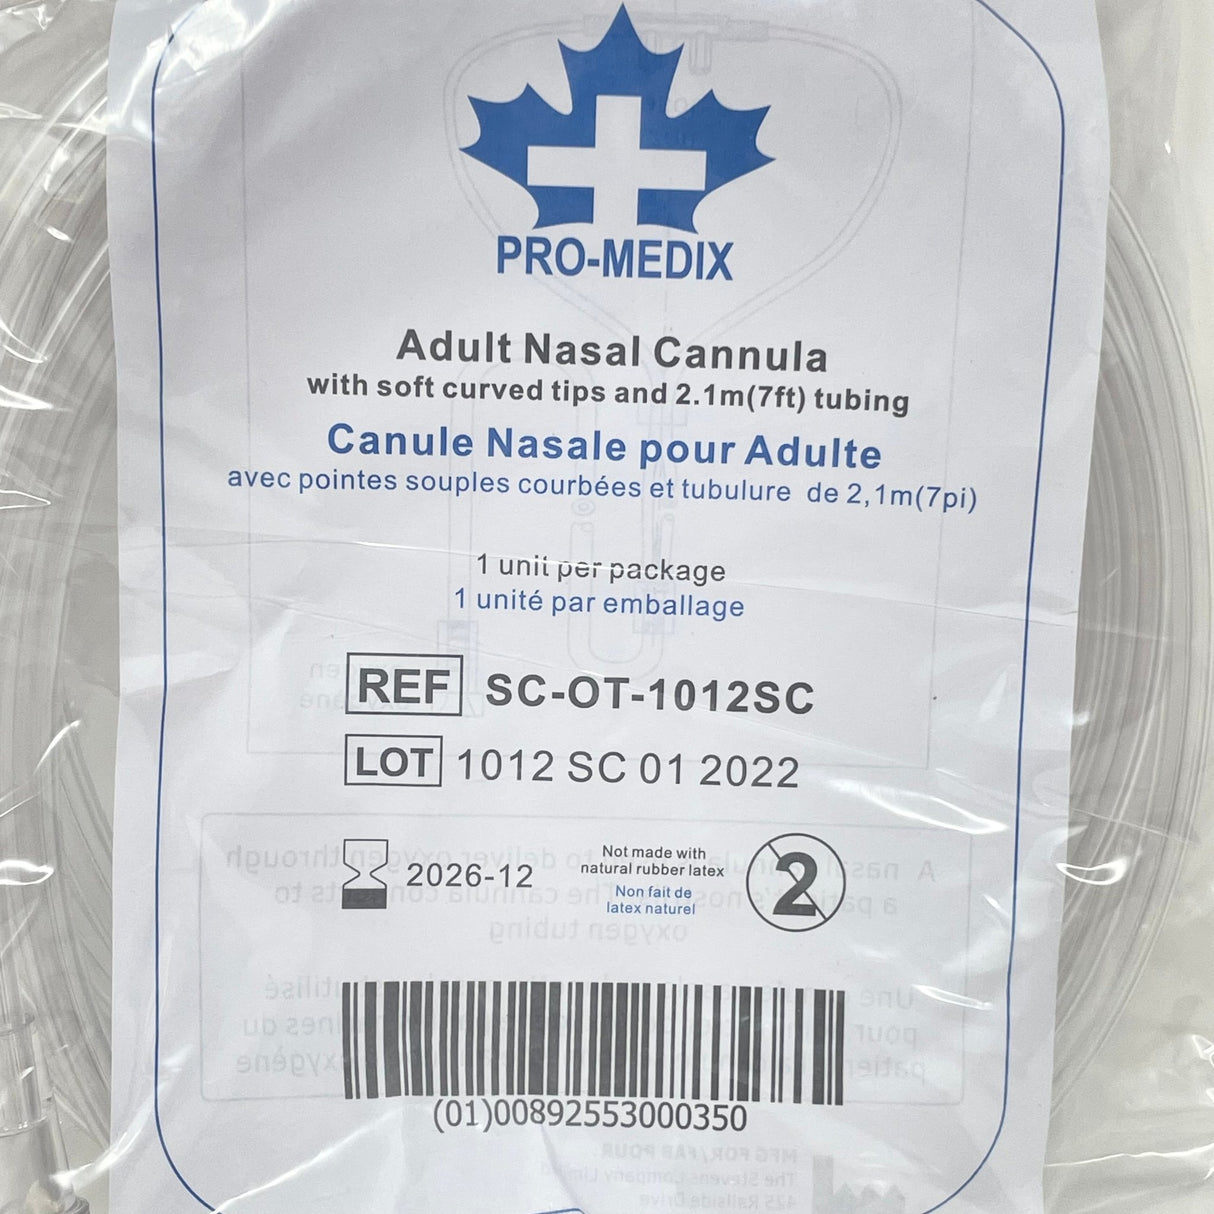 PRO-MEDIX
Adult Nasal Cannula
with soft curved tips and 2.1m(7ft) tubing
Canule Nasale pour Adulte
avec pointes souples courbées et tubulure de 2,1m(7pi)
1 unit per package
1 unité par emballage
REF SC-OT-1012SC
LOT 1012 SC 01 2022
2026-12
Not made with
natural rubber latex
Non fait de
latex naturel
2
(01)00892553000350